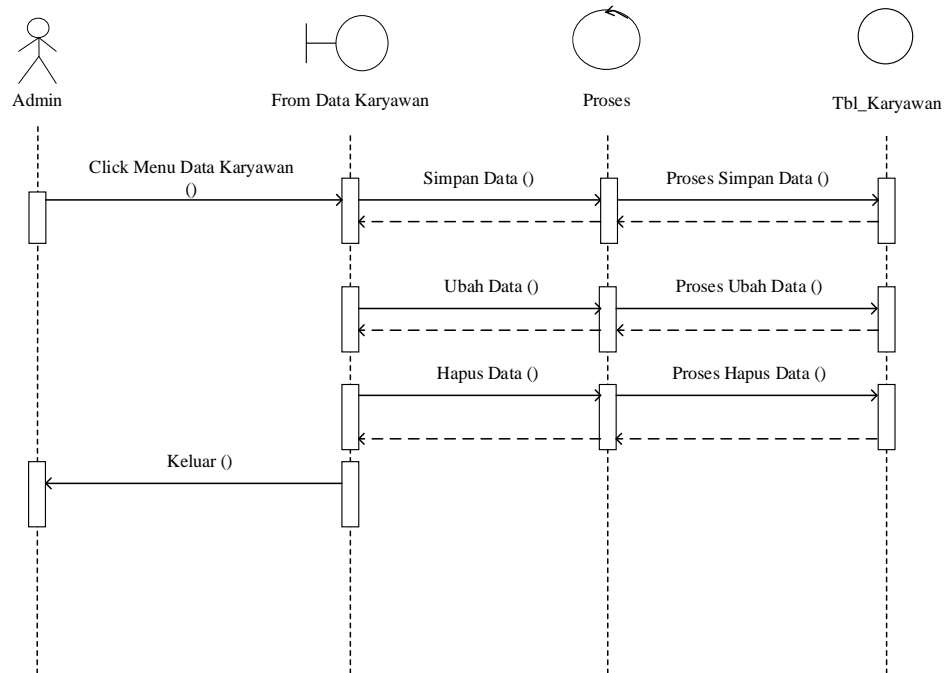 Admin
From Data Karyawan
Proses
Tbl_Karyawan
Click Menu Data Karyawan
()
Simpan Data ()
Proses Simpan Data ()
Ubah Data ()
Proses Ubah Data ()
Hapus Data ()
Proses Hapus Data ()
Keluar ()